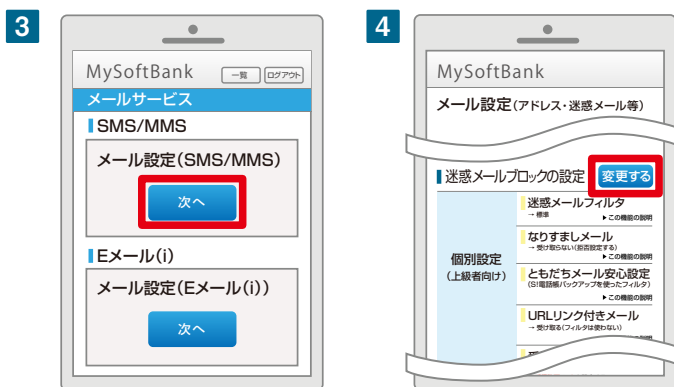 3
MySoftBank 一覧 ログアウト
メールサービス
SMS/MMS
メール設定(SMS/MMS)
次へ
Eメール(i)
メール設定(Eメール(i))
次へ
4
MySoftBank
メール設定(アドレス・迷惑メール等)
迷惑メールブロックの設定 変更する
個別設定
(上級者向け)
迷惑メールフィルタ
→ 標準
▶この機能の説明
なりすましメール
→ 受け取らない(拒否設定する)
▶この機能の説明
ともだちメール安心設定
(S!電話帳バックアップを使ったフィルタ)
▶この機能の説明
URLリンク付きメール
→ 受け取る(フィルタは使わない)